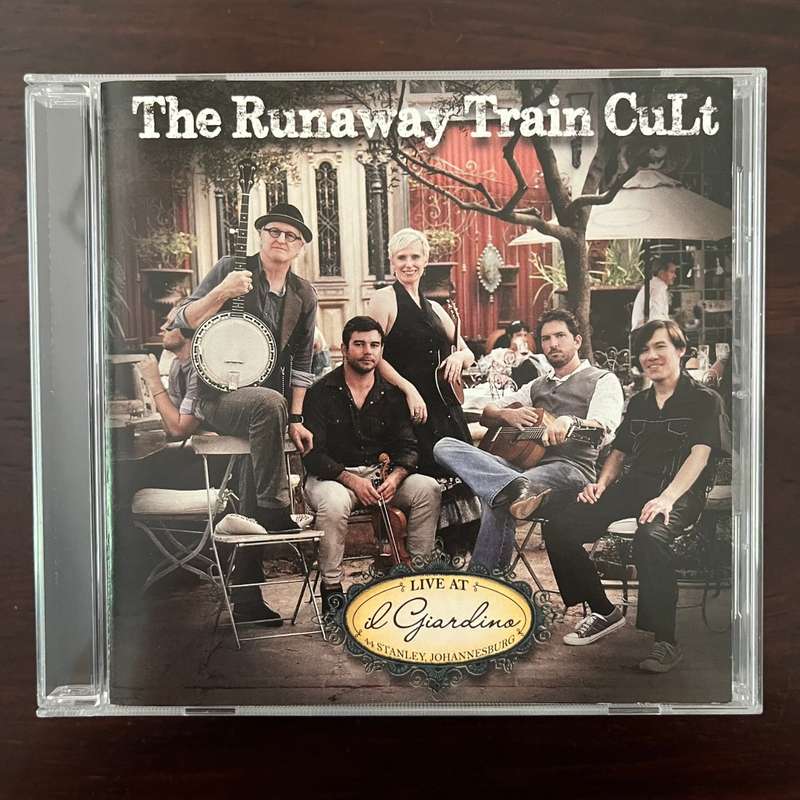 The Runaway Train CuLt
LIVE AT
il Giardino
44 STANLEY, JOHANNESBURG